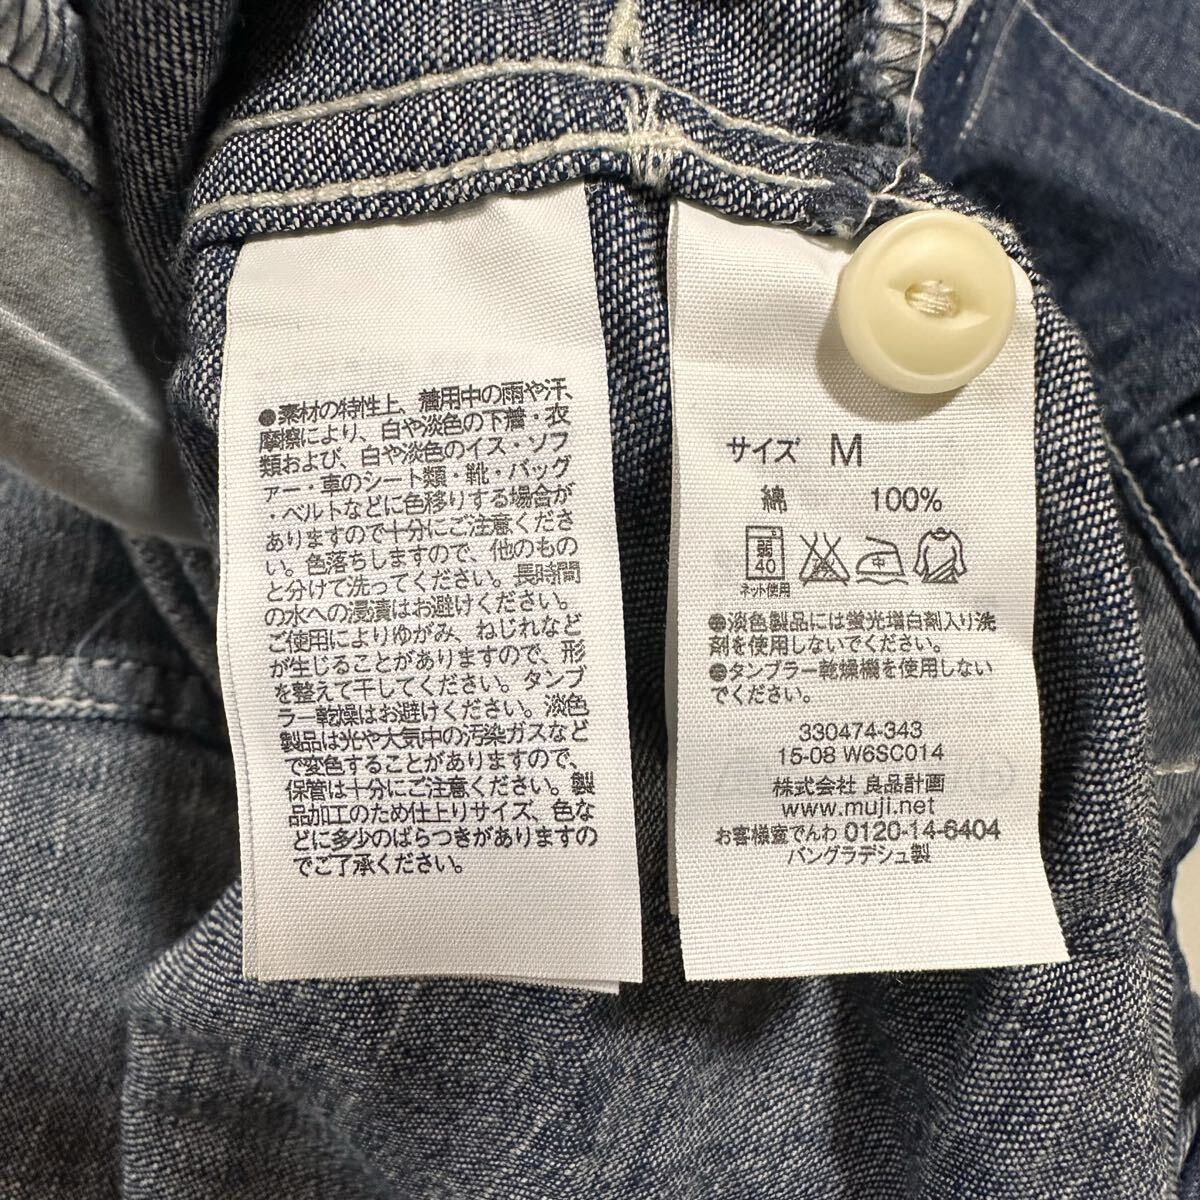 ●素材の特性上、着用中の雨や汗、
摩擦により、白や淡色の下着・衣
類および、白や淡色のイス・ソフ
ァー・車のシート類・靴・バッグ
・ベルトなどに色移りする場合が
ありますので十分にご注意くださ
い。色落ちしますので、他のもの
と分けて洗ってください。長時間
の水への浸漬はお避けください。
ご使用によりゆがみ、ねじれなど
が生じることがありますので、形
を整えて干してください。タンブ
ラー乾燥はお避けください。淡色
製品は光や大気中の汚染ガスなど
で変色することがありますので、
保管は十分にご注意ください。製
品加工のため仕上りサイズ、色な
どに多少のばらつきがありますの
でご了承ください。
サイズ M
綿 100%
弱
40
中
ネット使用
●淡色製品には蛍光増白剤入り洗
剤を使用しないでください。
●タンブラー乾燥機を使用しない
でください。
330474-343
15-08 W6SC014
株式会社 良品計画
www.muji.net
お客様室でんわ 0120-14-6404
バングラデシュ製